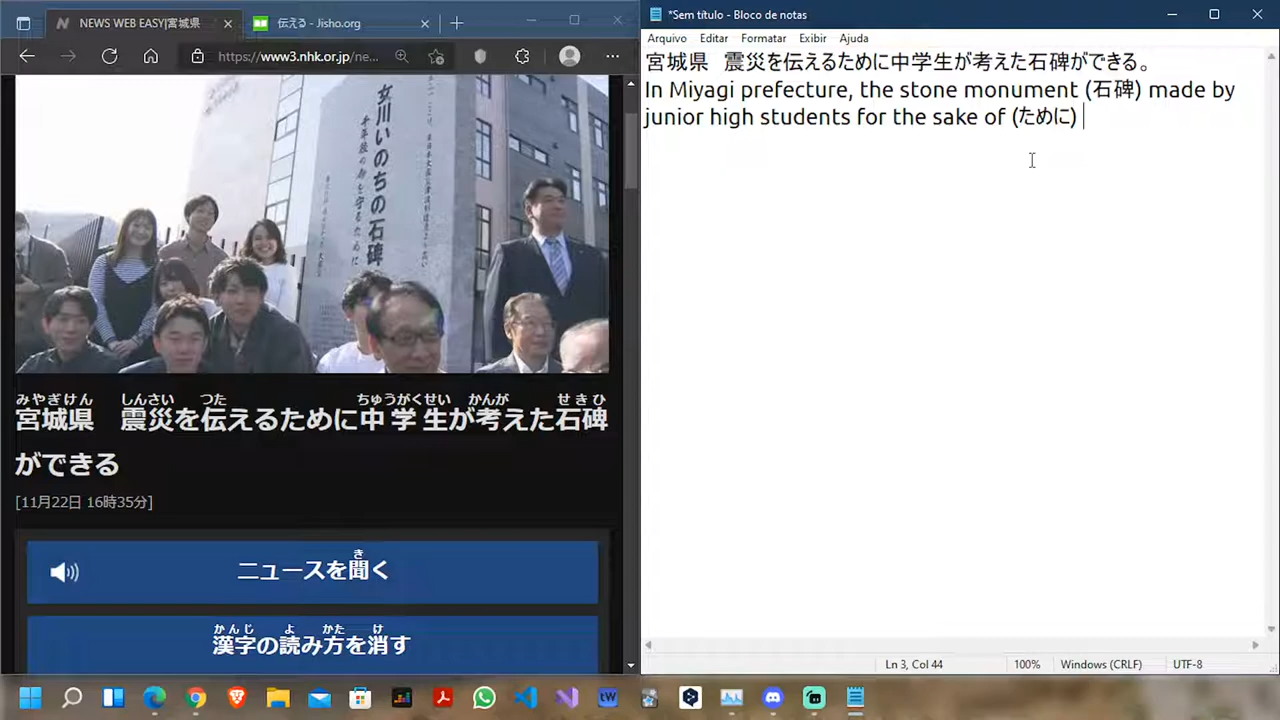 NEWS WEB EASY|宮城県
伝える - Jisho.org
https://www3.nhk.or.jp/ne...
女川いのちの石碑
千年後の命を守るために
みやぎけん しんさい つた ちゅうがくせい かんが せきひ
宮城県 震災を伝えるために中学生が考えた石碑
ができる
[11月22日 16時35分]
き
ニュースを聞く
かんじ よ かた け
漢字の読み方を消す
*Sem título - Bloco de notas
Arquivo Editar Formatar Exibir Ajuda
宮城県 震災を伝えるために中学生が考えた石碑ができる。
In Miyagi prefecture, the stone monument (石碑) made by
junior high students for the sake of (ために)
Ln 3, Col 44 100% Windows (CRLF) UTF-8
tW